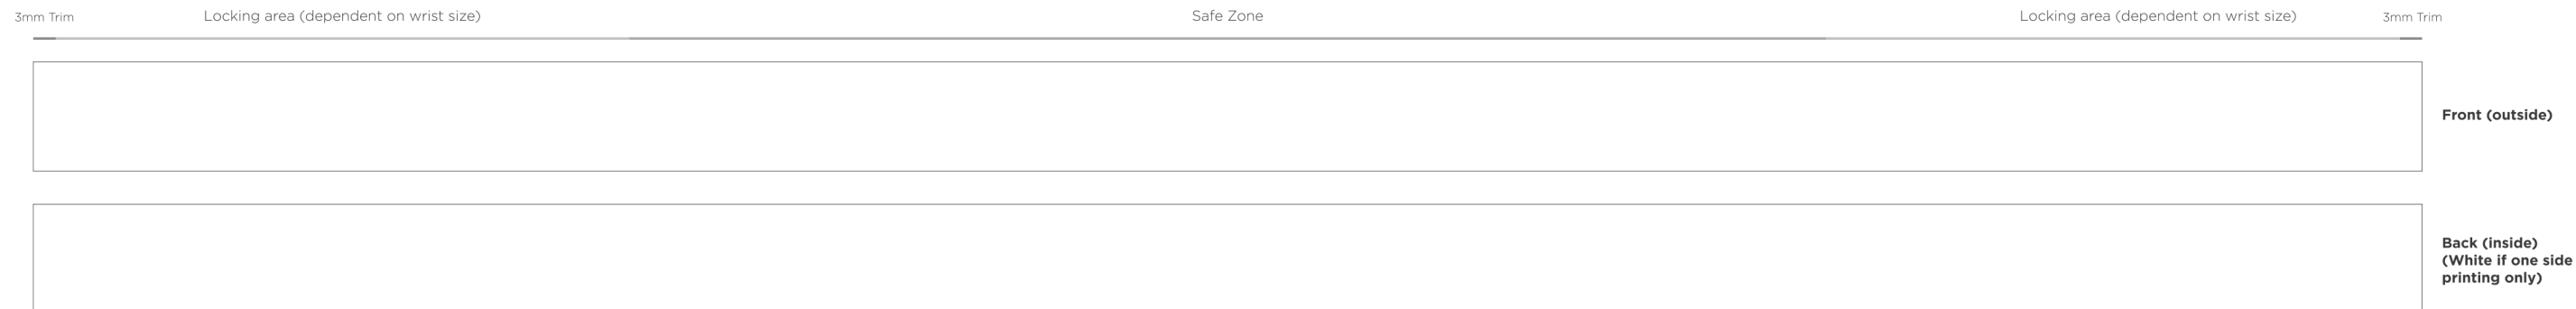 3mm Trim
Locking area (dependent on wrist size)
Safe Zone
Locking area (dependent on wrist size)
3mm Trim
Front (outside)
Back (inside)
(White if one side
printing only)